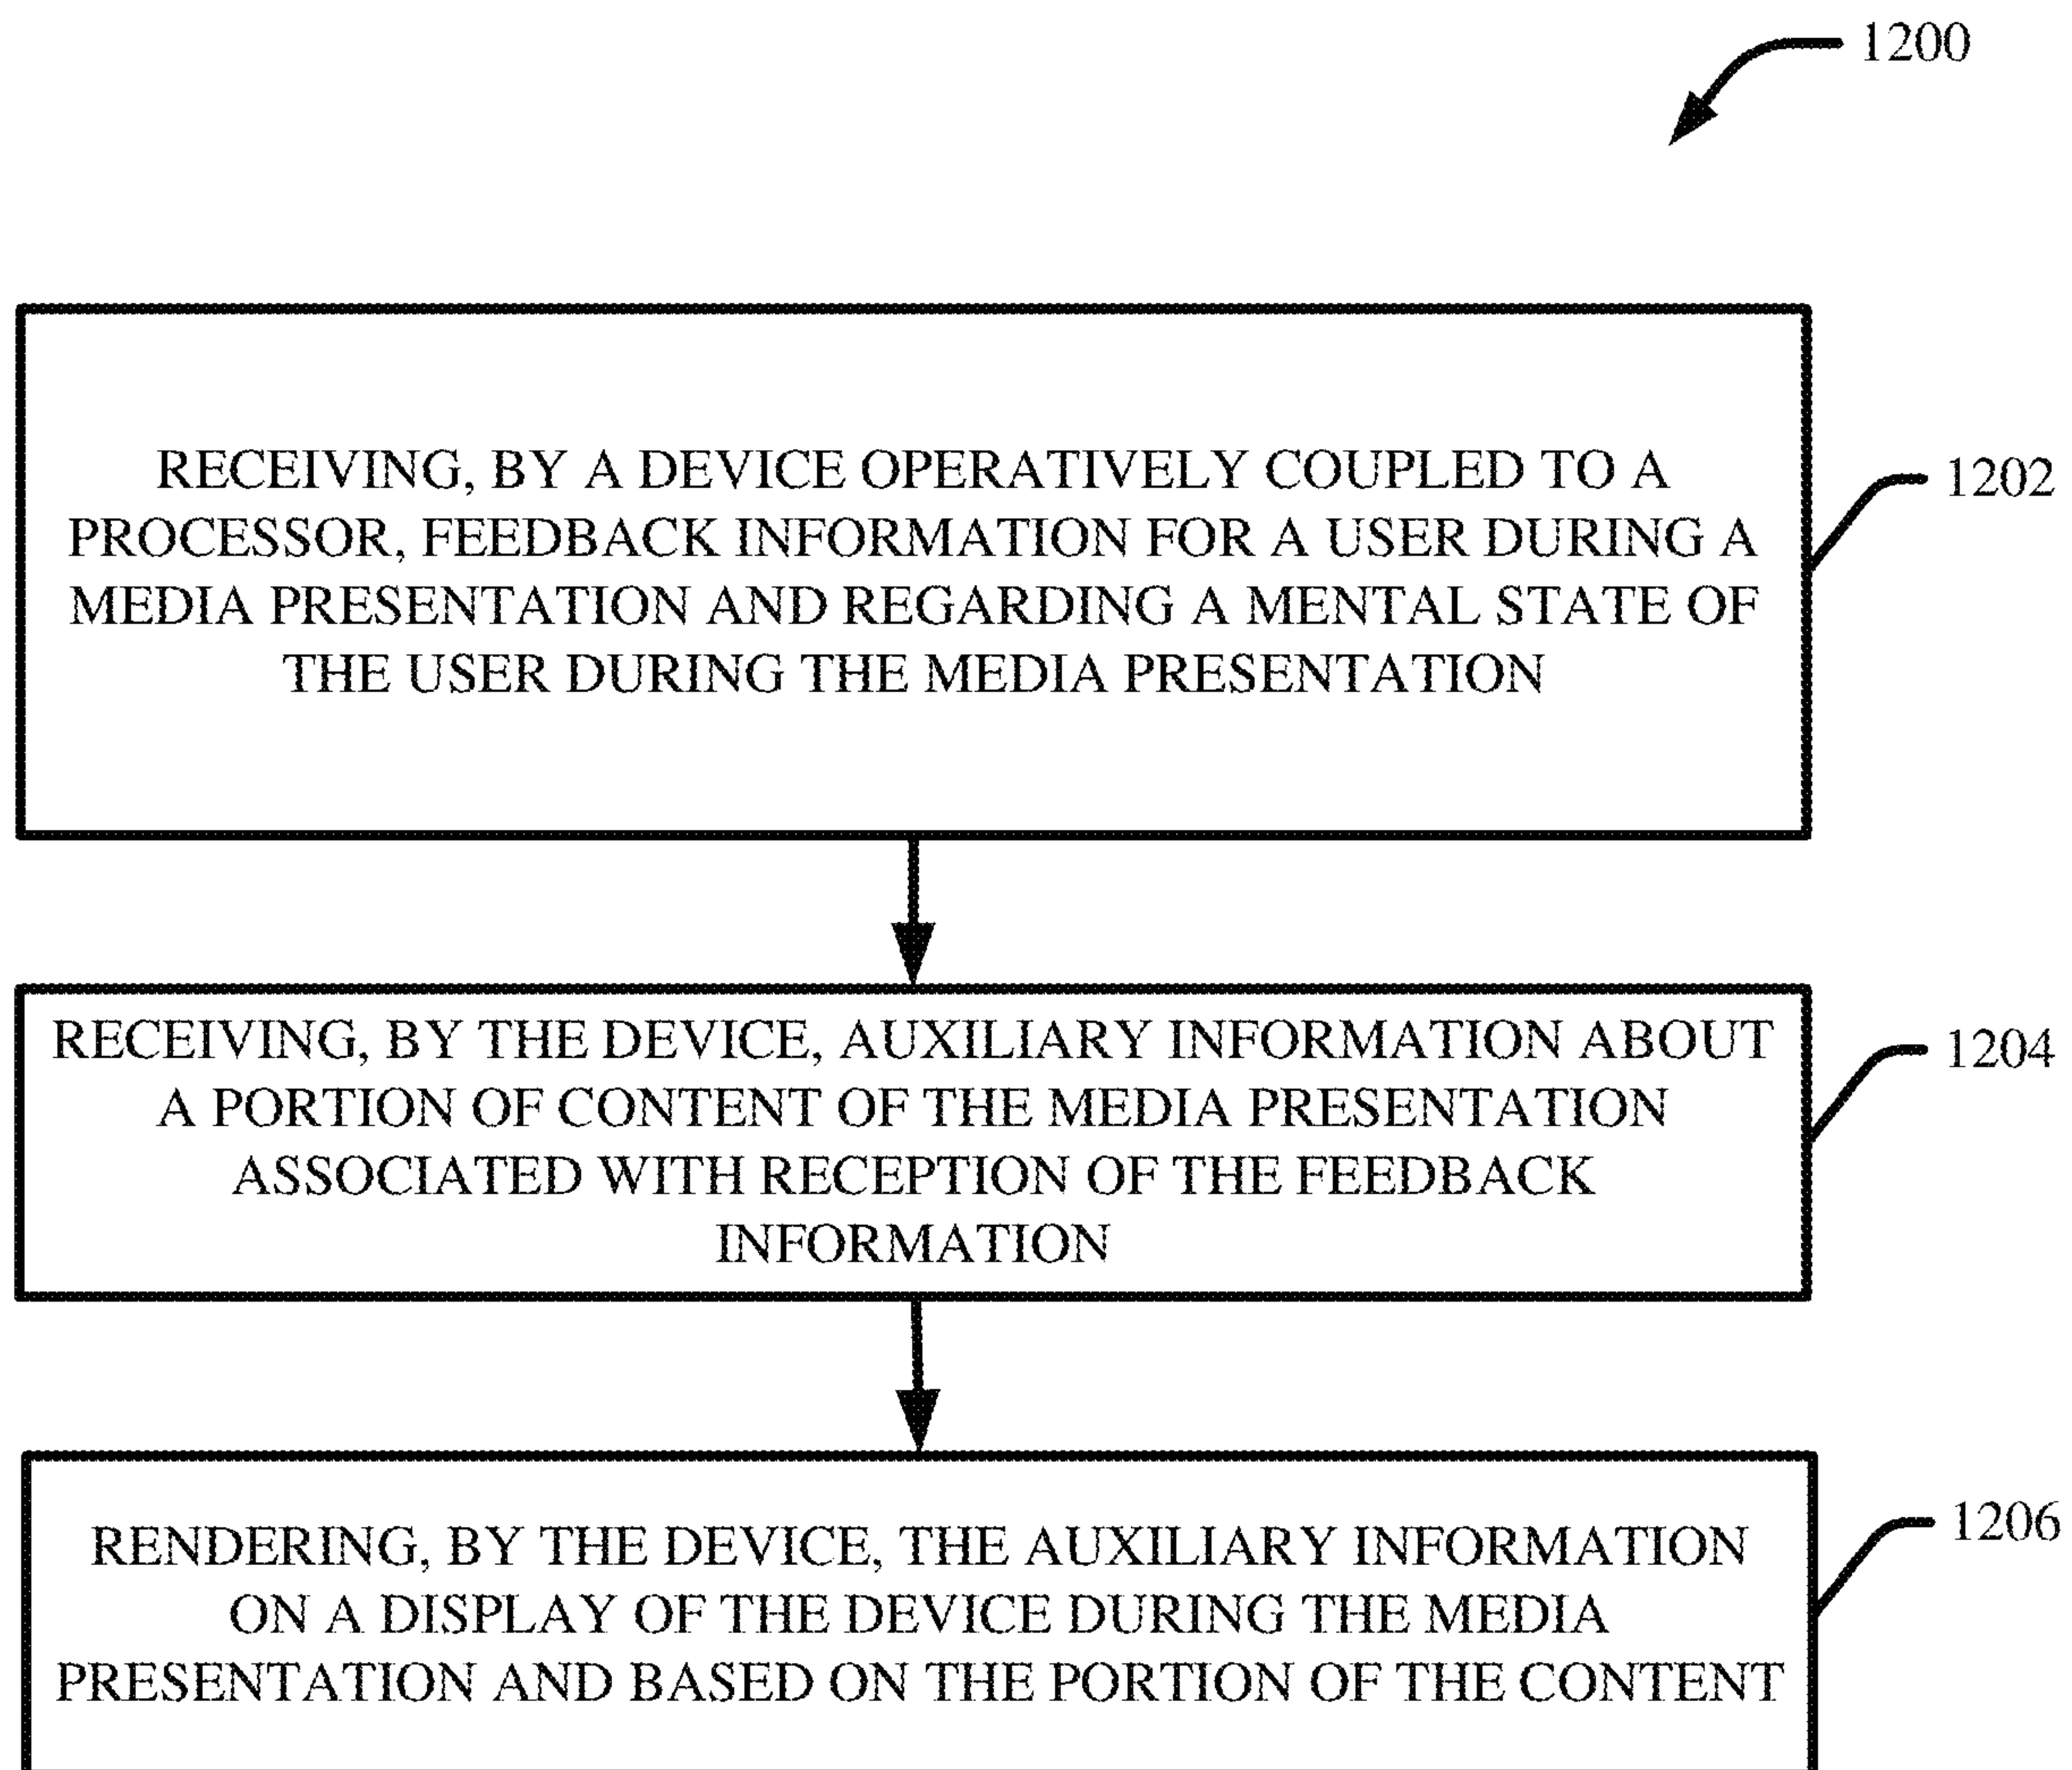 1200
RECEIVING, BY A DEVICE OPERATIVELY COUPLED TO A
PROCESSOR, FEEDBACK INFORMATION FOR A USER DURING A
MEDIA PRESENTATION AND REGARDING A MENTAL STATE OF
THE USER DURING THE MEDIA PRESENTATION
1202
RECEIVING, BY THE DEVICE, AUXILIARY INFORMATION ABOUT
A PORTION OF CONTENT OF THE MEDIA PRESENTATION
ASSOCIATED WITH RECEPTION OF THE FEEDBACK
INFORMATION
1204
RENDERING, BY THE DEVICE, THE AUXILIARY INFORMATION
ON A DISPLAY OF THE DEVICE DURING THE MEDIA
PRESENTATION AND BASED ON THE PORTION OF THE CONTENT
1206